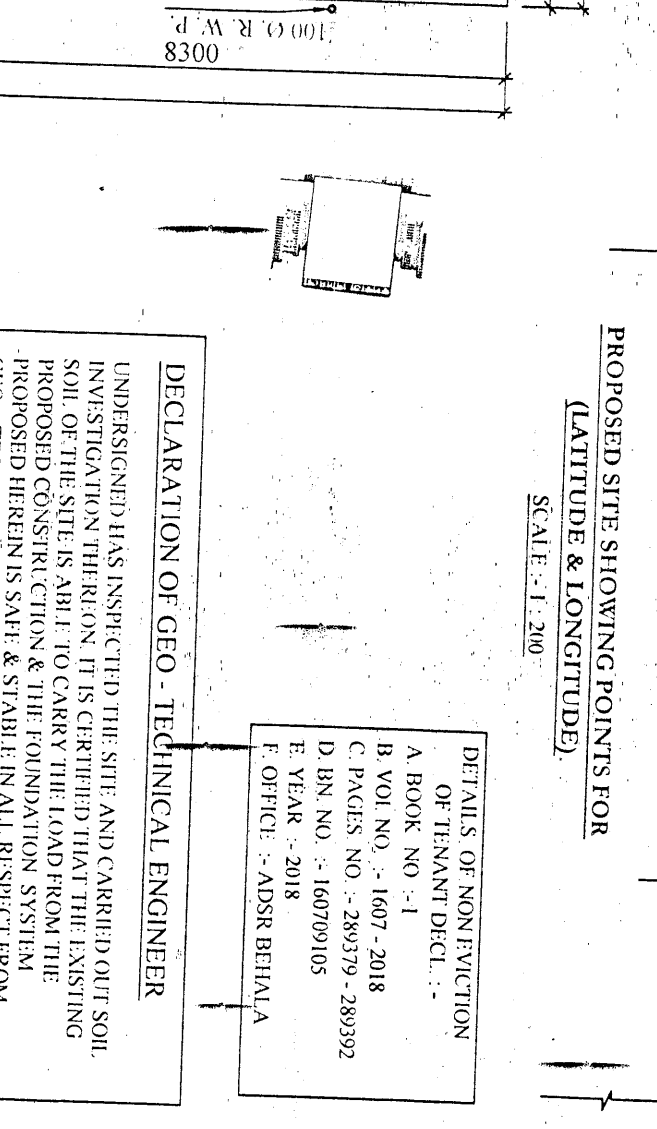 100 Ø. R. W. P.
8300
PROPOSED SITE SHOWING POINTS FOR
(LATITUDE & LONGITUDE).
SCALE :- 1 : 200
DETAILS OF NON EVICTION
OF TENANT DECL. :-
A. BOOK NO :-1
B. VOL NO. :- 1607 - 2018
C. PAGES NO. :- 289379 - 289392
D. BN. NO. :- 160709105
E. YEAR :- 2018
F. OFFICE :- ADSR BEHALA
DECLARATION OF GEO - TECHNICAL ENGINEER
UNDERSIGNED HAS INSPECTED THE SITE AND CARRIED OUT SOIL
INVESTIGATION THEREON. IT IS CERTIFIED THAT THE EXISTING
SOIL OF THE SITE IS ABLE TO CARRY THE LOAD FROM THE
PROPOSED CONSTRUCTION & THE FOUNDATION SYSTEM
PROPOSED HEREIN IS SAFE & STABLE IN ALL RESPECT FROM